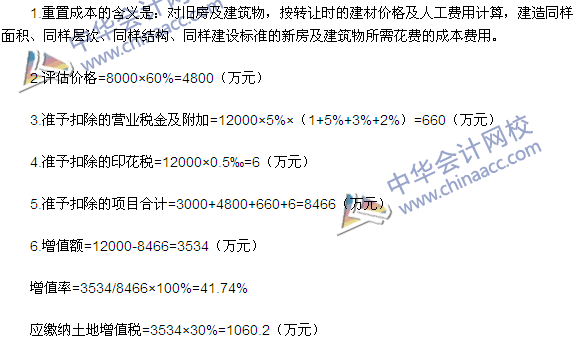 1.重置成本的含义是：对旧房及建筑物，按转让时的建材价格及人工费用计算，建造同样
面积、同样层次、同样结构、同样建设标准的新房及建筑物所需花费的成本费用。
2.评估价格=8000×60%=4800（万元）
3.准予扣除的营业税金及附加=12000×5%×（1+5%+3%+2%）=660（万元）
4.准予扣除的印花税=12000×0.5‰=6（万元）
5.准予扣除的项目合计=3000+4800+660+6=8466（万元）
6.增值额=12000-8466=3534（万元）
增值率=3534/8466×100%=41.74%
应缴纳土地增值税=3534×30%=1060.2（万元）
中华会计网校
www.chinaacc.com
中华会计网校
www.chinaacc.com